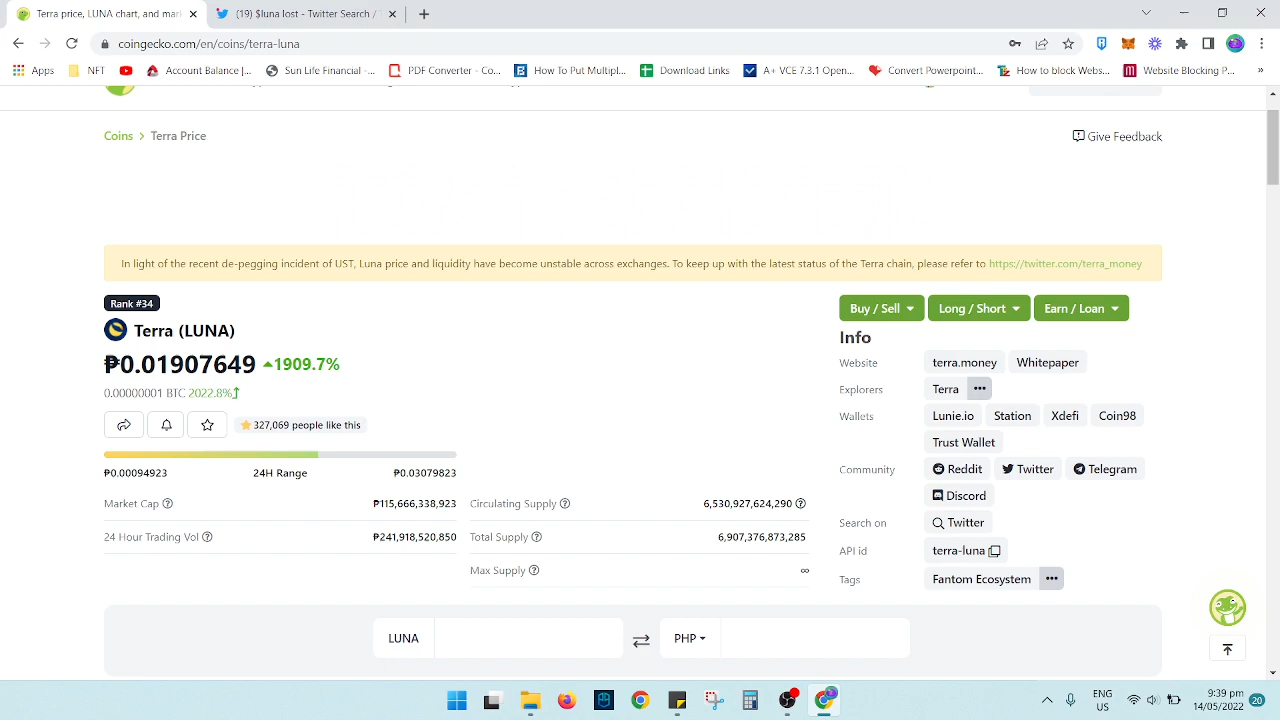 Terra price, LUNA chart, and mark
(19) $luna lost - Twitter Search /
coingecko.com/en/coins/terra-luna
Apps
NFT
Account Balance |...
SunLife Financial -...
PDF Converter - Co...
How To Put Multipl...
Download Links
A+ VCE 7.3.1 Open...
Convert Powerpoint...
How to block Webs...
Website Blocking P...
»
Coins > Terra Price
Give Feedback
In light of the recent de-pegging incident of UST, Luna price and liquidity have become unstable across exchanges. To keep up with the latest status of the Terra chain, please refer to https://twitter.com/terra_money
Rank #34
Terra (LUNA)
₱0.01907649 1909.7%
0.00000001 BTC 2022.8%
327,069 people like this
₱0.00094923 24H Range ₱0.03079823
Market Cap ₱115,666,338,923
24 Hour Trading Vol ₱241,918,520,850
Circulating Supply 6,530,927,624,290
Total Supply 6,907,376,873,285
Max Supply ∞
Buy / Sell Long / Short Earn / Loan
Info
Website terra.money Whitepaper
Explorers Terra •••
Wallets Lunie.io Station Xdefi Coin98
Trust Wallet
Community Reddit Twitter Telegram
Discord
Search on Twitter
API id terra-luna
Tags Fantom Ecosystem •••
LUNA PHP
ENG
US
9:39 pm
14/05/2022
20